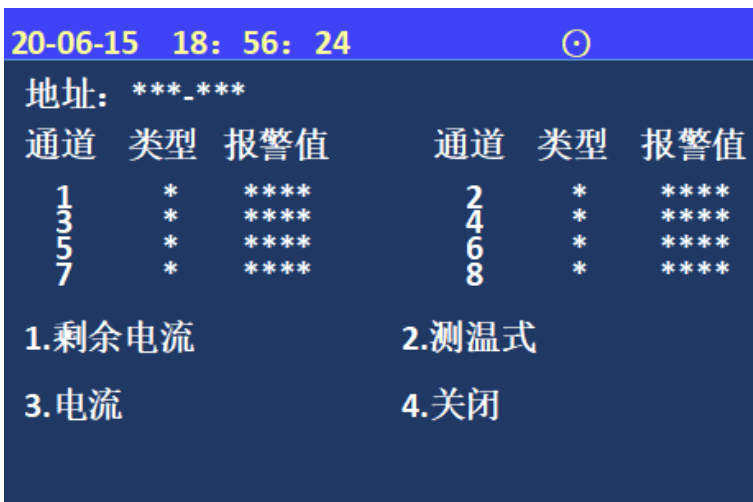 20-06-15 18：56：24 ⊙
地址：***-***
通道 类型 报警值 通道 类型 报警值
1 * **** 2 * ****
3 * **** 4 * ****
5 * **** 6 * ****
7 * **** 8 * ****
1.剩余电流 2.测温式
3.电流 4.关闭